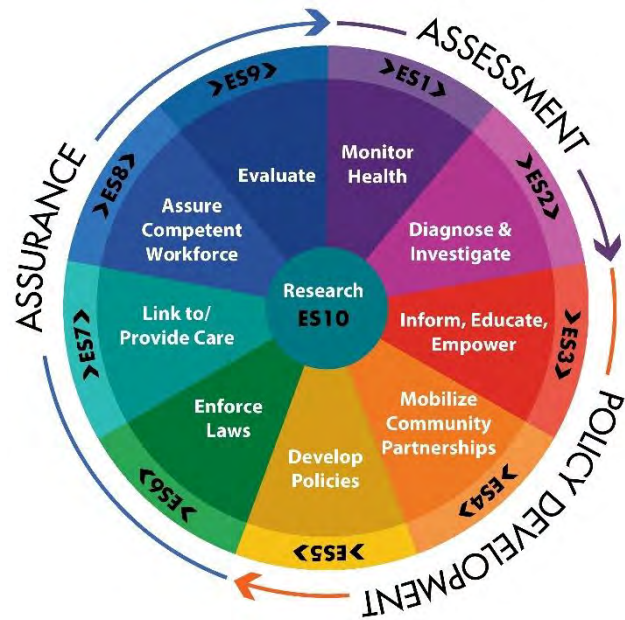 ASSESSMENT
POLICY DEVELOPMENT
ASSURANCE
ES1
Monitor
Health
ES2
Diagnose &
Investigate
ES3
Inform, Educate,
Empower
ES4
Mobilize
Community
Partnerships
ES5
Develop
Policies
ES6
Enforce
Laws
ES7
Link to/
Provide Care
ES8
Assure
Competent
Workforce
ES9
Evaluate
Research
ES10